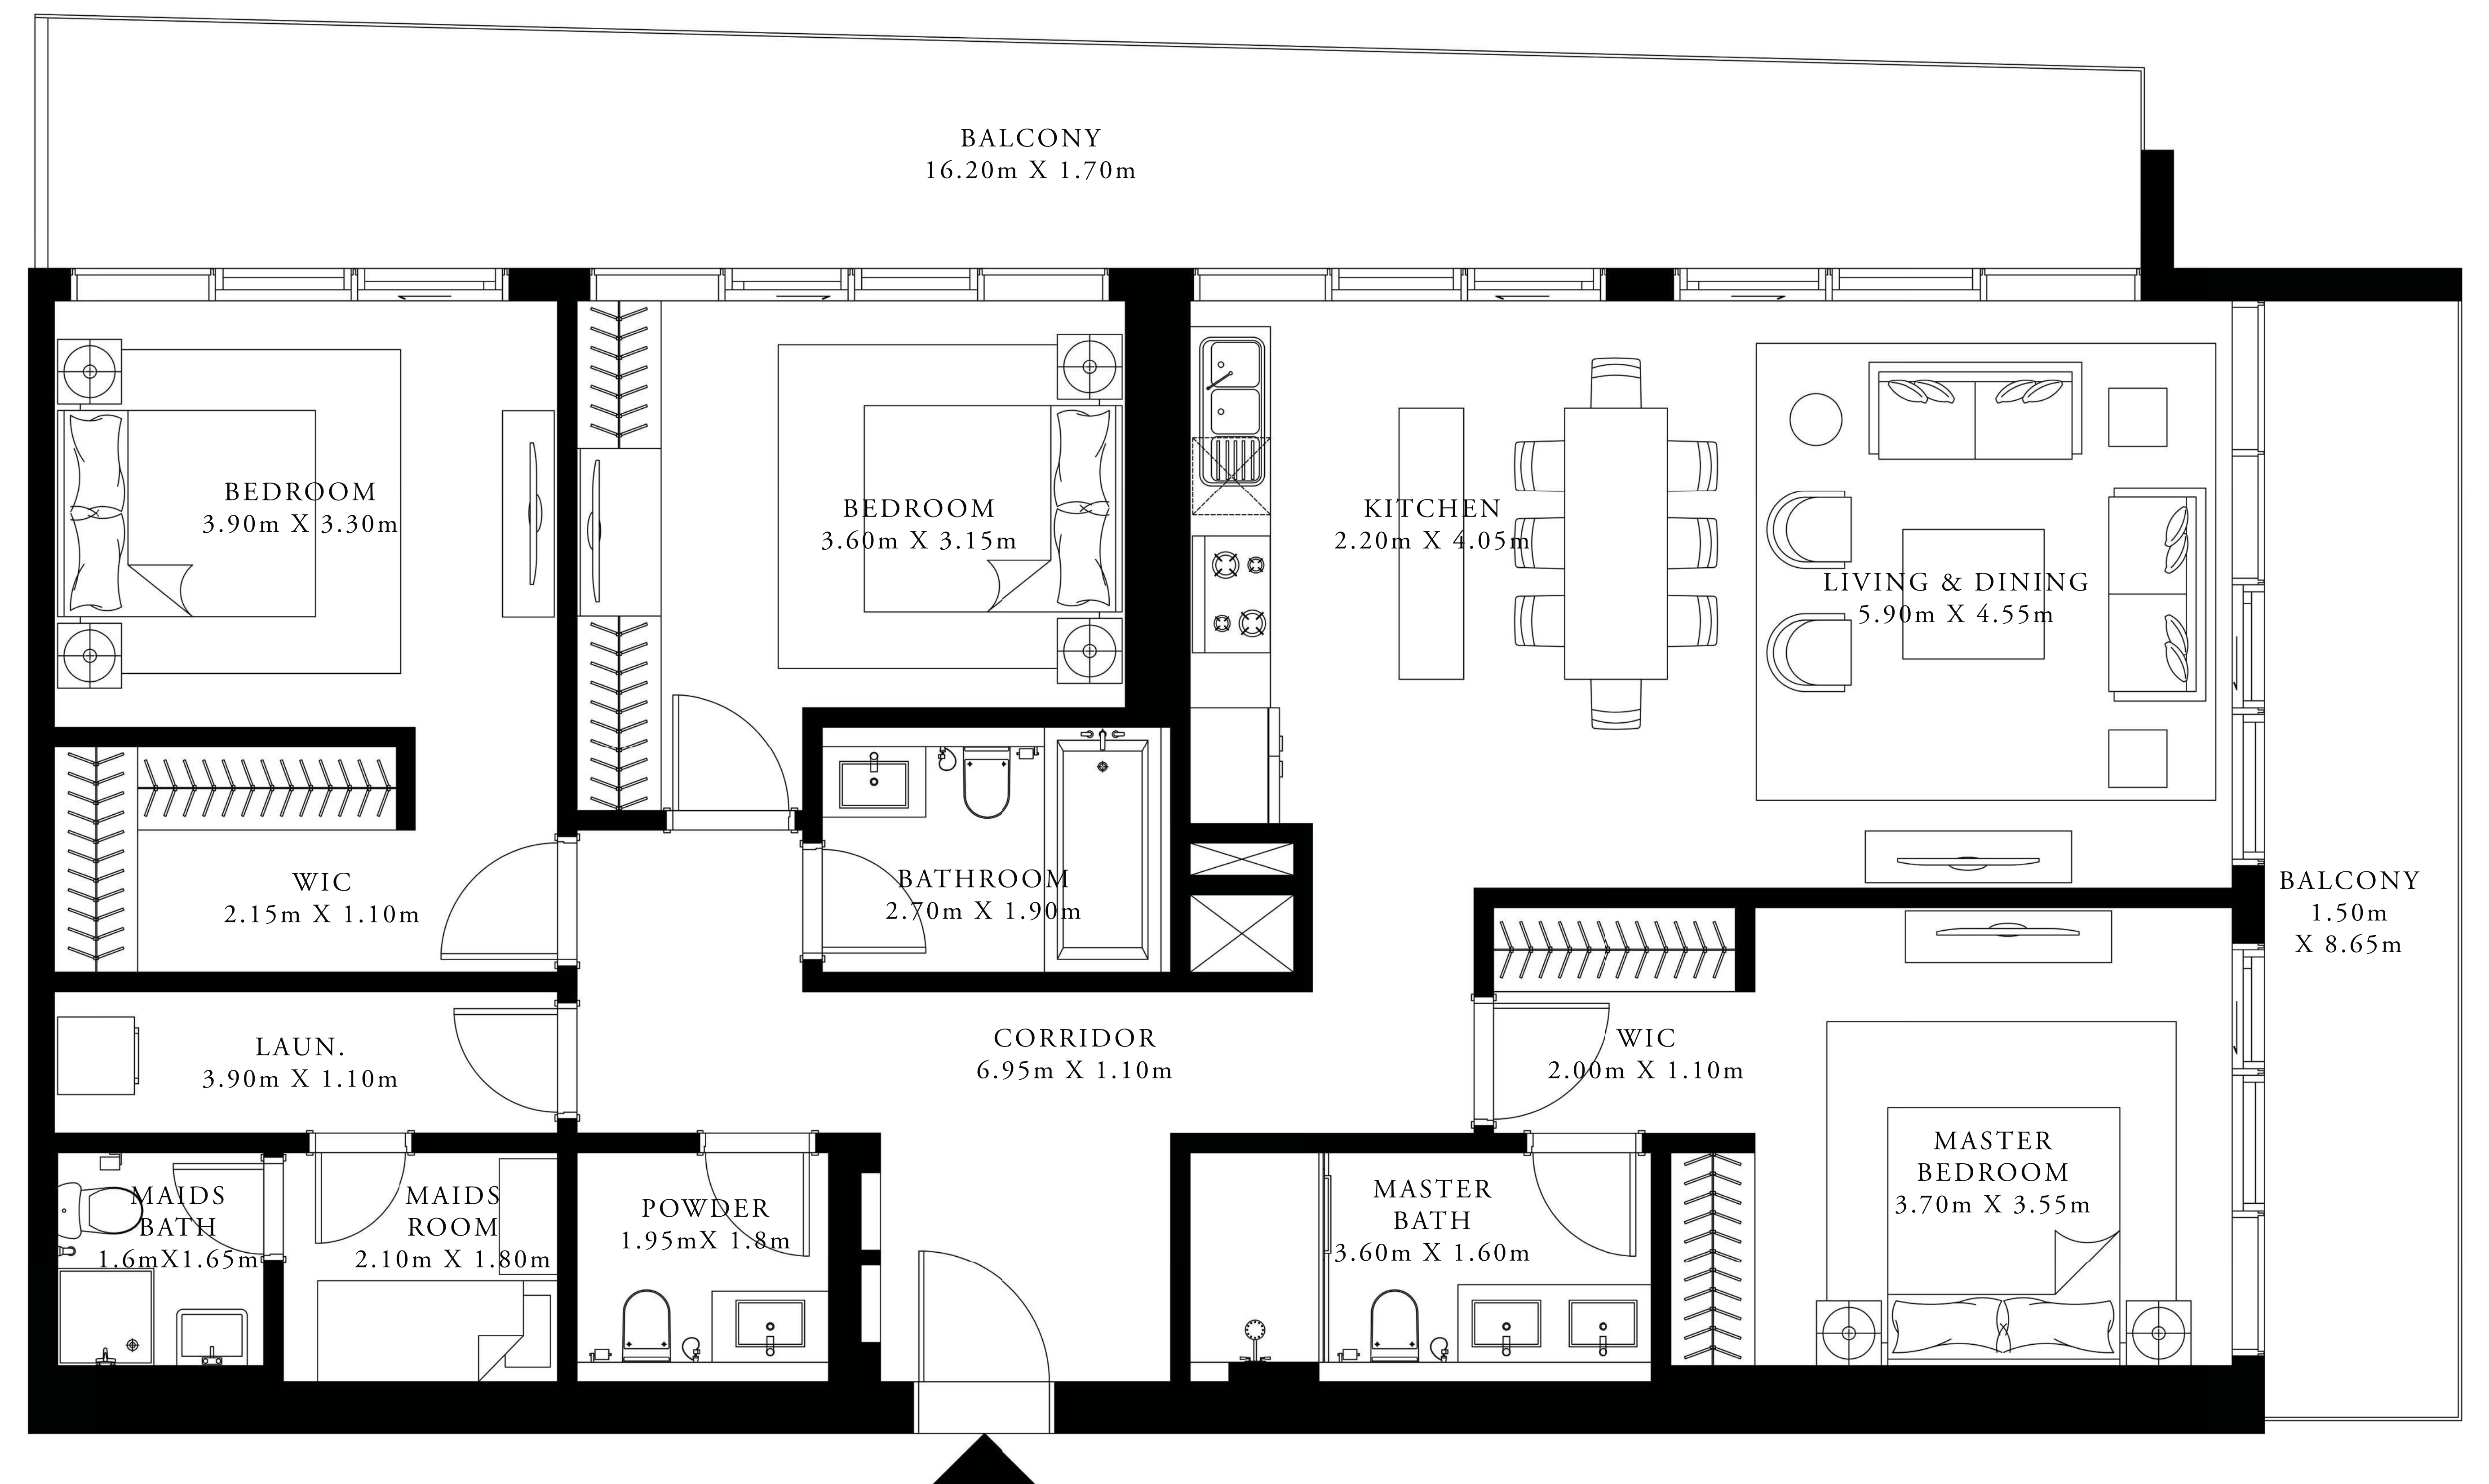 BALCONY
16.20m X 1.70m
BEDROOM
3.90m X 3.30m
BEDROOM
3.60m X 3.15m
KITCHEN
2.20m X 4.05m
LIVING & DINING
5.90m X 4.55m
WIC
2.15m X 1.10m
BATHROOM
2.70m X 1.90m
BALCONY
1.50m
X 8.65m
LAUN.
3.90m X 1.10m
CORRIDOR
6.95m X 1.10m
WIC
2.00m X 1.10m
MASTER
BEDROOM
3.70m X 3.55m
MAIDS
BATH
1.6mX1.65m
MAIDS
ROOM
2.10m X 1.80m
POWDER
1.95mX 1.8m
MASTER
BATH
3.60m X 1.60m